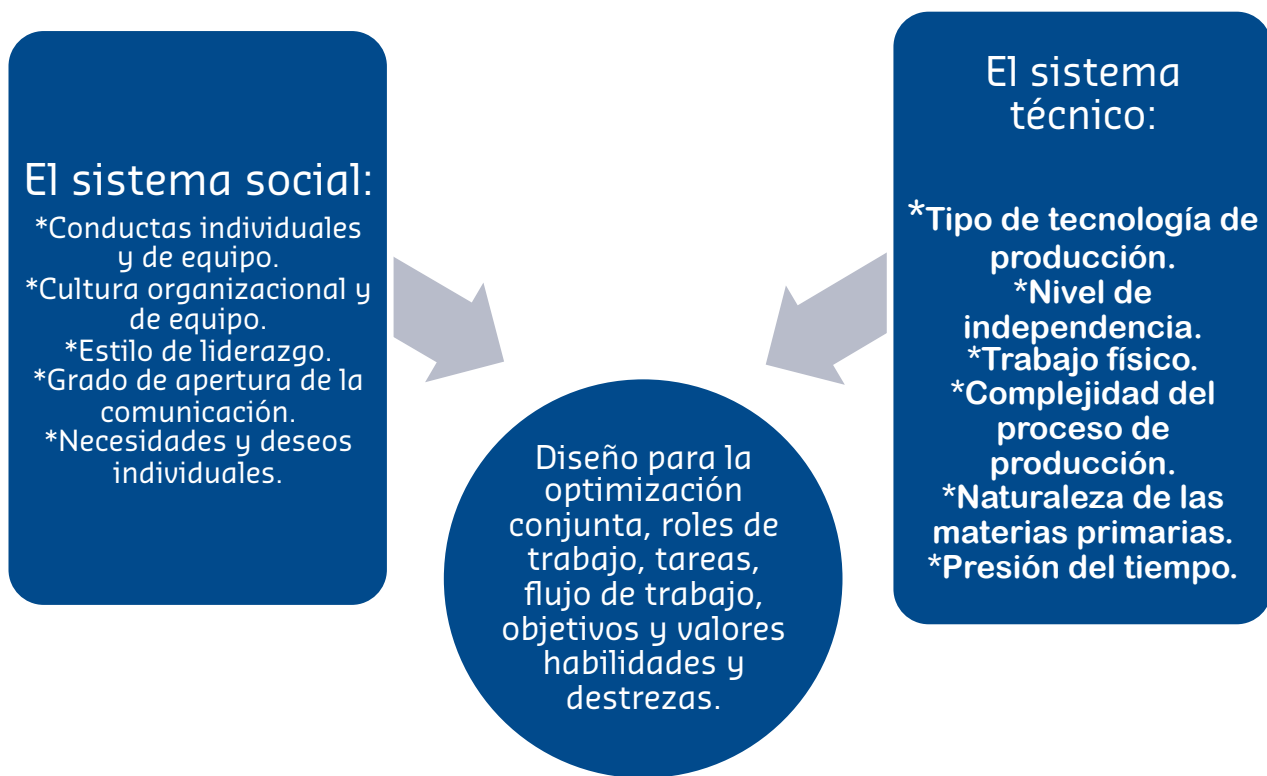 El sistema social:
*Conductas individuales
y de equipo.
*Cultura organizacional y
de equipo.
*Estilo de liderazgo.
*Grado de apertura de la
comunicación.
*Necesidades y deseos
individuales.
El sistema
técnico:
*Tipo de tecnología de
producción.
*Nivel de
independencia.
*Trabajo físico.
*Complejidad del
proceso de
producción.
*Naturaleza de las
materias primarias.
*Presión del tiempo.
Diseño para la
optimización
conjunta, roles de
trabajo, tareas,
flujo de trabajo,
objetivos y valores
habilidades y
destrezas.